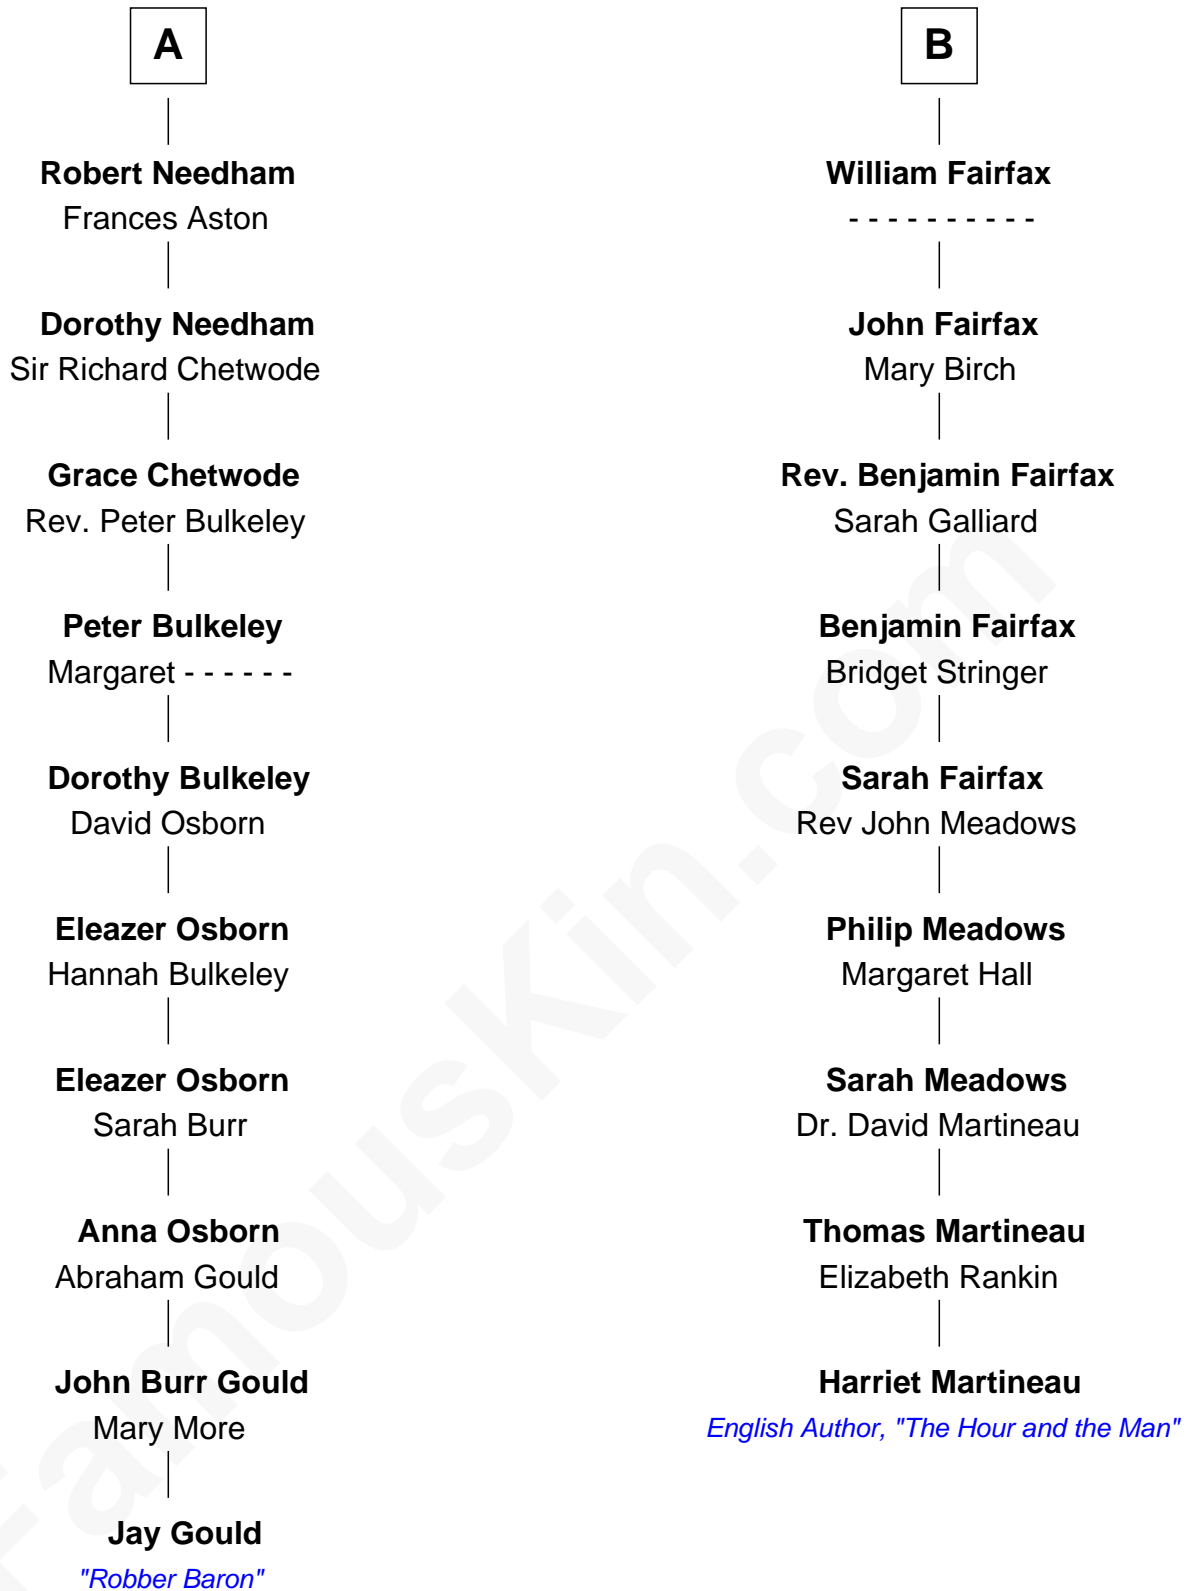 A
Robert Needham
Frances Aston
Dorothy Needham
Sir Richard Chetwode
Grace Chetwode
Rev. Peter Bulkeley
Peter Bulkeley
Margaret - - - - - -
Dorothy Bulkeley
David Osborn
Eleazer Osborn
Hannah Bulkeley
Eleazer Osborn
Sarah Burr
Anna Osborn
Abraham Gould
John Burr Gould
Mary More
Jay Gould
"Robber Baron"
B
William Fairfax
- - - - - - - - - -
John Fairfax
Mary Birch
Rev. Benjamin Fairfax
Sarah Galliard
Benjamin Fairfax
Bridget Stringer
Sarah Fairfax
Rev John Meadows
Philip Meadows
Margaret Hall
Sarah Meadows
Dr. David Martineau
Thomas Martineau
Elizabeth Rankin
Harriet Martineau
English Author, "The Hour and the Man"
FamousKin.com